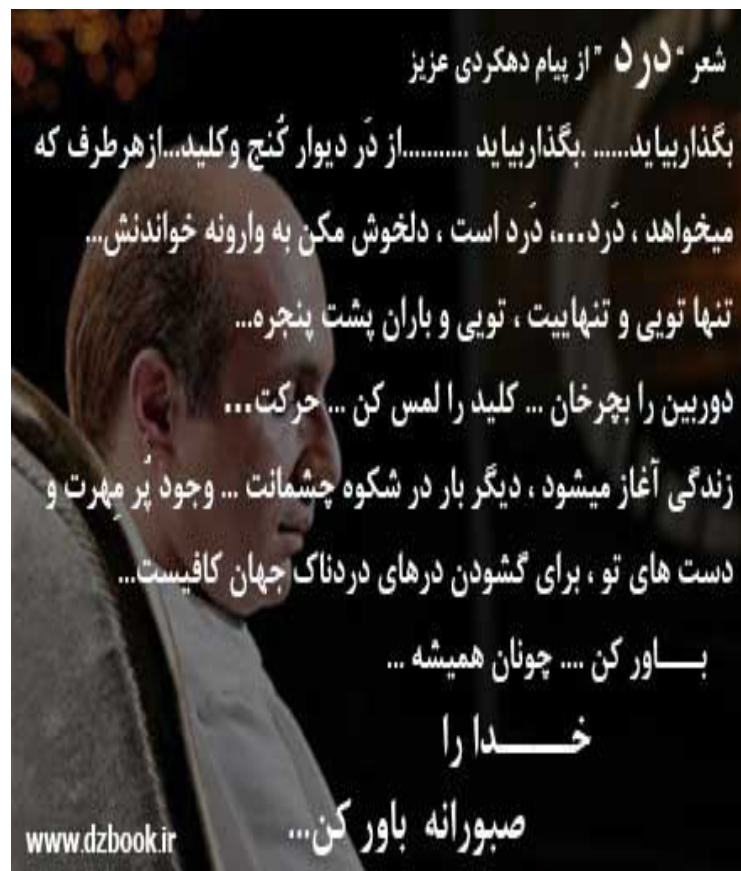 شعر “درد” از پیام دهکردی عزیز
بگذاربیاید...... .بگذاربیاید ...........از دَر دیوار کُنج وکلید...ازهرطرف که
میخواهد ، دَرد...، دَرد است ، دلخوش مکن به وارونه خواندنش...
تنها تویی و تنهاییت ، تویی و باران پشت پنجره...
دوربین را بچرخان ... کلید را لمس کن ... حرکت...
زندگی آغاز میشود ، دیگر بار در شکوه چشمانت ... وجود پُر مِهرت و
دست های تو ، برای گشودن درهای دردناک جهان کافیست...
بـــاور کن .... چونان همیشه ...
خـــــدا را
صبورانه باور کن...
www.dzbook.ir